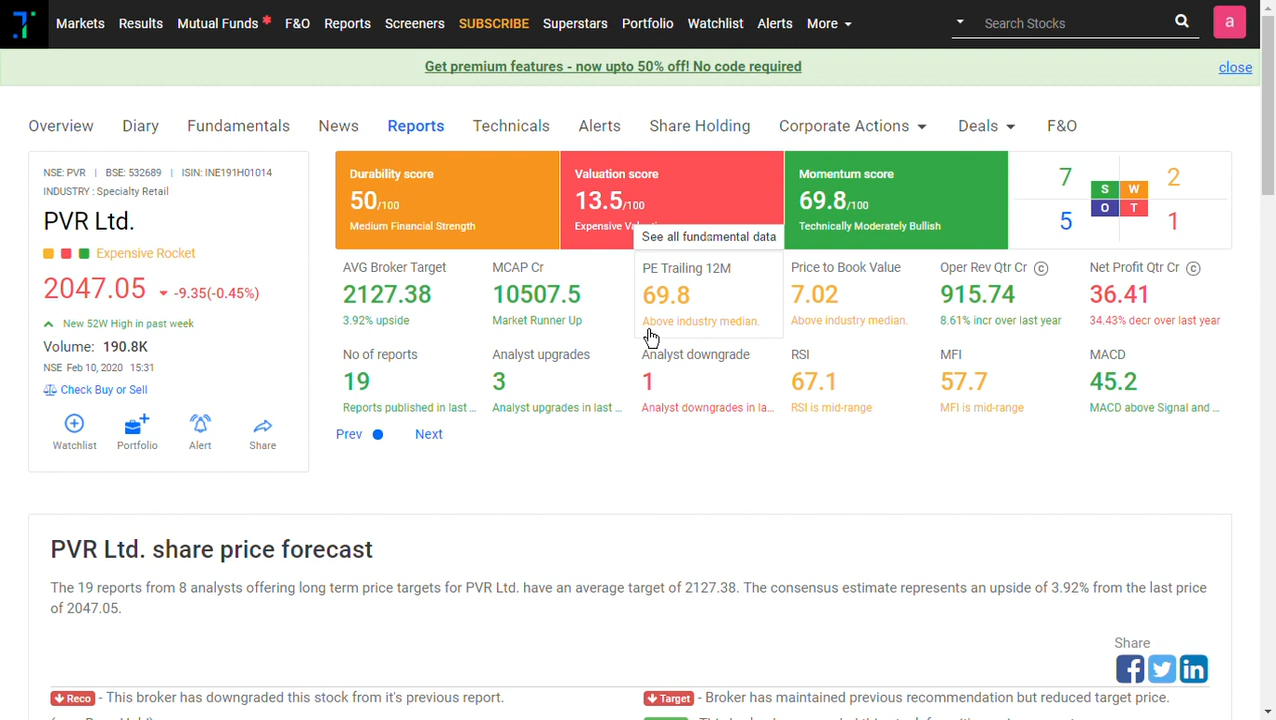 Markets Results Mutual Funds* F&O Reports Screeners SUBSCRIBE Superstars Portfolio Watchlist Alerts More Search Stocks a
Get premium features - now upto 50% off! No code required close
Overview Diary Fundamentals News Reports Technicals Alerts Share Holding Corporate Actions Deals F&O
NSE: PVR | BSE: 532689 | ISIN: INE191H01014
INDUSTRY : Specialty Retail
PVR Ltd.
Expensive Rocket
2047.05 -9.35(-0.45%)
New 52W High in past week
Volume: 190.8K
NSE Feb 10, 2020 15:31
Check Buy or Sell
Watchlist Portfolio Alert Share
Durability score
50/100
Medium Financial Strength
Valuation score
13.5/100
Expensive
See all fundamental data
Momentum score
69.8/100
Technically Moderately Bullish
7 S W 2
5 O T 1
AVG Broker Target
2127.38
3.92% upside
MCAP Cr
10507.5
Market Runner Up
PE Trailing 12M
69.8
Above industry median.
Price to Book Value
7.02
Above industry median.
Oper Rev Qtr Cr C
915.74
8.61% incr over last year
Net Profit Qtr Cr C
36.41
34.43% decr over last year
No of reports
19
Reports published in last ...
Analyst upgrades
3
Analyst upgrades in last ...
Analyst downgrade
1
Analyst downgrades in la...
RSI
67.1
RSI is mid-range
MFI
57.7
MFI is mid-range
MACD
45.2
MACD above Signal and ...
Prev Next
PVR Ltd. share price forecast
The 19 reports from 8 analysts offering long term price targets for PVR Ltd. have an average target of 2127.38. The consensus estimate represents an upside of 3.92% from the last price
of 2047.05.
Share
Reco - This broker has downgraded this stock from it's previous report.
Target - Broker has maintained previous recommendation but reduced target price.